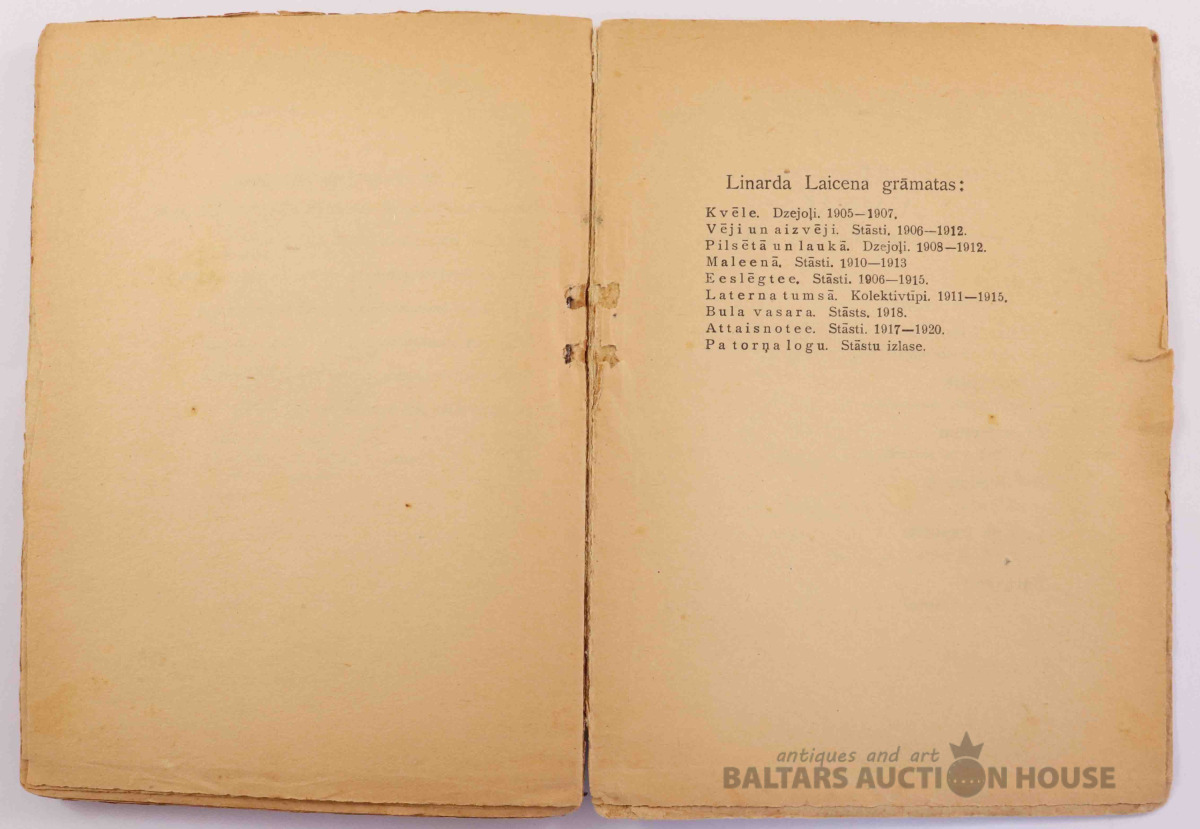 Linarda Laicena grāmatas:
Kvēle. Dzejoļi. 1905—1907.
Vēji un aizvēji. Stāsti. 1906—1912.
Pilsētā un laukā. Dzejoļi. 1908—1912.
Maleenā. Stāsti. 1910—1913
Eeslēgtee. Stāsti. 1906—1915.
Laterna tumsā. Kolektivtīpi. 1911—1915.
Bula vasara. Stāsts. 1918.
Attaisnotee. Stāsti. 1917—1920.
Pa torņa logu. Stāstu izlase.
antiques and art
BALTARS AUCTION HOUSE